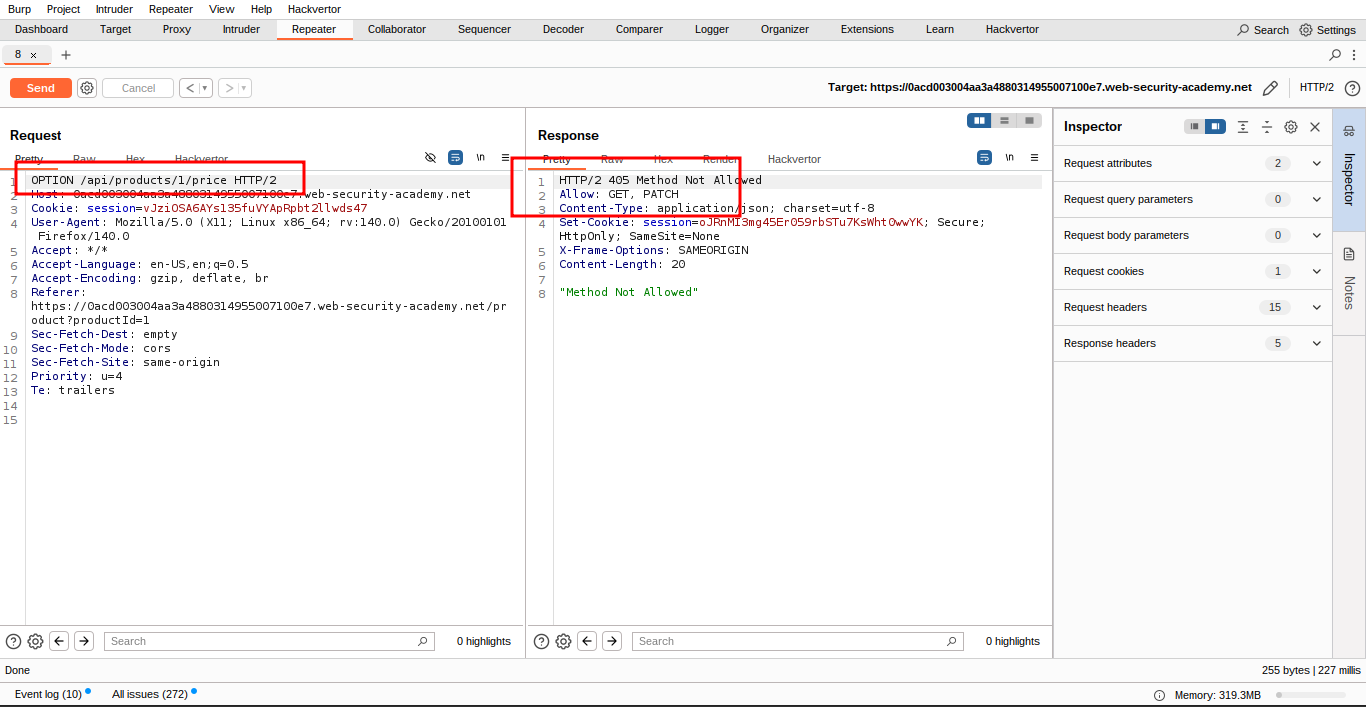 Burp Project Intruder Repeater View Help Hackvertor
Dashboard Target Proxy Intruder Repeater Collaborator Sequencer Decoder Comparer Logger Organizer Extensions Learn Hackvertor Search Settings
8 × +
Send Cancel < > Target: https://0acd003004aa3a4880314955007100e7.web-security-academy.net HTTP/2
Request
Pretty Raw Hex Hackvertor \n
1 OPTION /api/products/1/price HTTP/2
2 Host: 0acd003004aa3a4880314955007100e7.web-security-academy.net
3 Cookie: session=vJziOSA6AYs135fuVYApRpbt2llwds47
4 User-Agent: Mozilla/5.0 (X11; Linux x86_64; rv:140.0) Gecko/20100101
Firefox/140.0
5 Accept: */*
6 Accept-Language: en-US,en;q=0.5
7 Accept-Encoding: gzip, deflate, br
8 Referer:
https://0acd003004aa3a4880314955007100e7.web-security-academy.net/pr
oduct?productId=1
9 Sec-Fetch-Dest: empty
10 Sec-Fetch-Mode: cors
11 Sec-Fetch-Site: same-origin
12 Priority: u=4
13 Te: trailers
14
15
Search 0 highlights
Response
Pretty Raw Hex Render Hackvertor \n
1 HTTP/2 405 Method Not Allowed
2 Allow: GET, PATCH
3 Content-Type: application/json; charset=utf-8
4 Set-Cookie: session=oJRnMI3mg45ErO59rbSTu7KsWhtOwwYK; Secure;
HttpOnly; SameSite=None
5 X-Frame-Options: SAMEORIGIN
6 Content-Length: 20
7
8 "Method Not Allowed"
Search 0 highlights
Inspector
Request attributes 2
Request query parameters 0
Request body parameters 0
Request cookies 1
Request headers 15
Response headers 5
Inspector
Notes
Done 255 bytes | 227 millis
Event log (10) All issues (272) Memory: 319.3MB